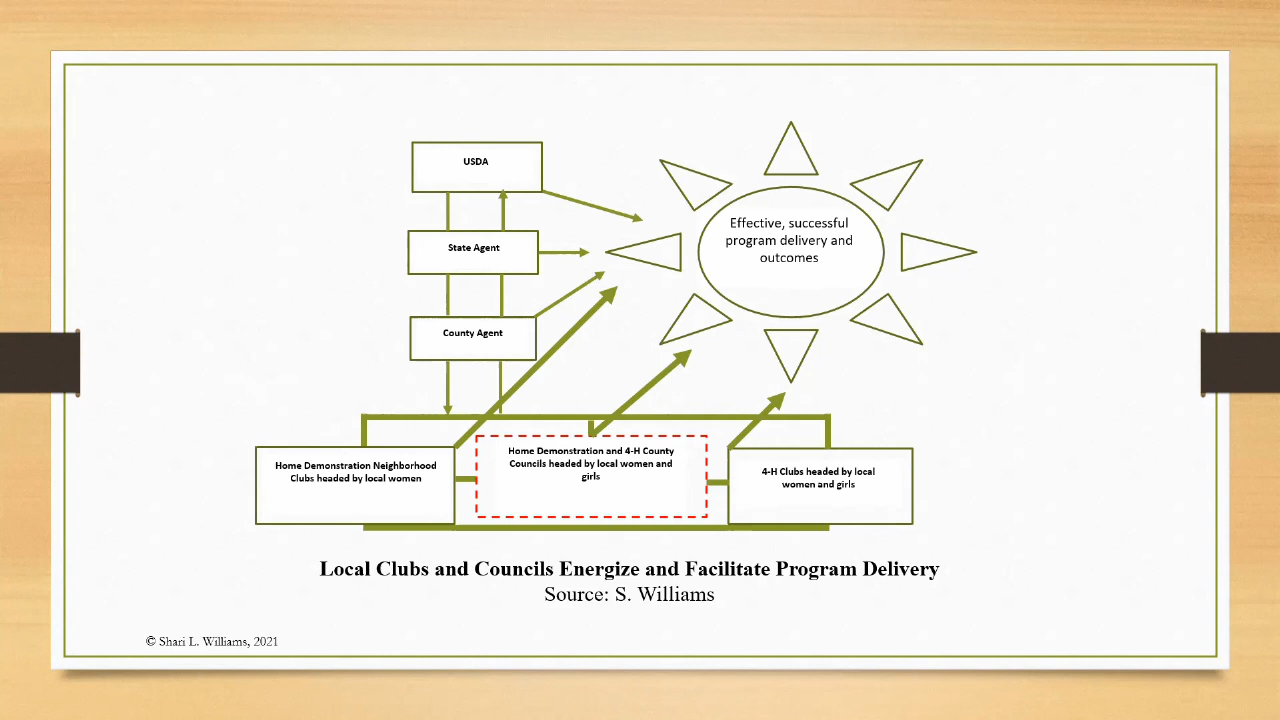 USDA
State Agent
County Agent
Effective, successful
program delivery and
outcomes
Home Demonstration Neighborhood
Clubs headed by local women
Home Demonstration and 4-H County
Councils headed by local women and
girls
4-H Clubs headed by local
women and girls
Local Clubs and Councils Energize and Facilitate Program Delivery
Source: S. Williams
© Shari L. Williams, 2021